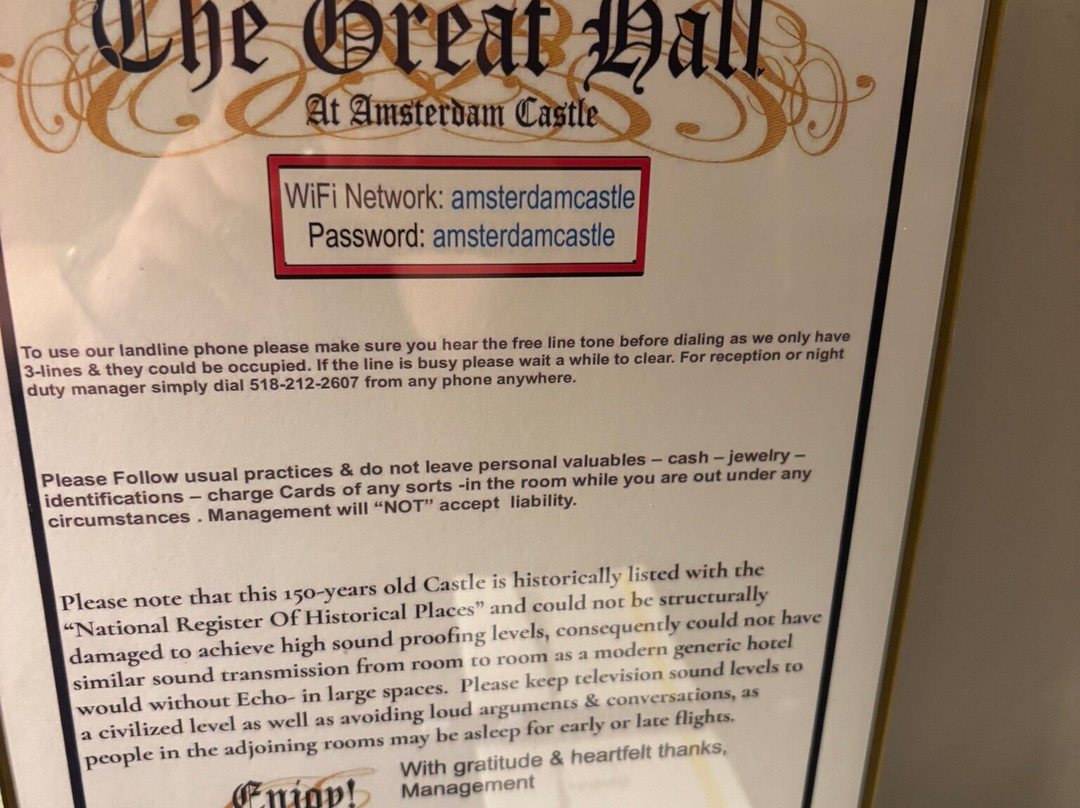 The Great Hall
At Amsterdam Castle
WiFi Network: amsterdamcastle
Password: amsterdamcastle
To use our landline phone please make sure you hear the free line tone before dialing as we only have
3-lines & they could be occupied. If the line is busy please wait a while to clear. For reception or night
duty manager simply dial 518-212-2607 from any phone anywhere.
Please Follow usual practices & do not leave personal valuables – cash – jewelry –
identifications – charge Cards of any sorts -in the room while you are out under any
circumstances . Management will “NOT” accept liability.
Please note that this 150-years old Castle is historically listed with the
“National Register Of Historical Places” and could not be structurally
damaged to achieve high sound proofing levels, consequently could not have
similar sound transmission from room to room as a modern generic hotel
would without Echo- in large spaces. Please keep television sound levels to
a civilized level as well as avoiding loud arguments & conversations, as
people in the adjoining rooms may be asleep for early or late flights.
Enjoy!
With gratitude & heartfelt thanks,
Management